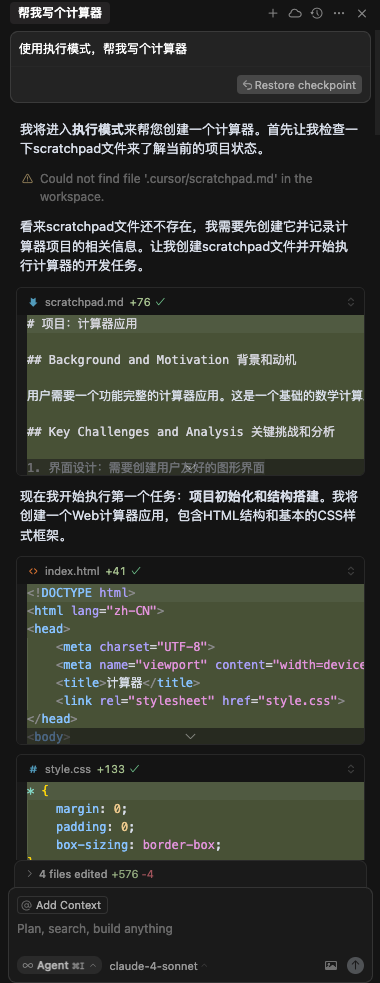 帮我写个计算器
使用执行模式，帮我写个计算器
Restore checkpoint
我将进入执行模式来帮您创建一个计算器。首先让我检查一
下scratchpad文件来了解当前的项目状态。
Could not find file '.cursor/scratchpad.md' in the
workspace.
看来scratchpad文件还不存在，我需要先创建它并记录计
算器项目的相关信息。让我创建scratchpad文件并开始执
行计算器的开发任务。
scratchpad.md +76
# 项目: 计算器应用
## Background and Motivation 背景和动机
用户需要一个功能完整的计算器应用。这是一个基础的数学计算
## Key Challenges and Analysis 关键挑战和分析
1. 界面设计: 需要创建用户友好的图形界面
现在我开始执行第一个任务：项目初始化和结构搭建。我将
创建一个Web计算器应用，包含HTML结构和基本的CSS样
式框架。
<> index.html +41
<!DOCTYPE html>
<html lang="zh-CN">
<head>
<meta charset="UTF-8">
<meta name="viewport" content="width=device
<title>计算器</title>
<link rel="stylesheet" href="style.css">
</head>
<body>
# style.css +133
* {
margin: 0;
padding: 0;
box-sizing: border-box;
}
4 files edited +576 -4
@ Add Context
Plan, search, build anything
∞ Agent ⌘I claude-4-sonnet